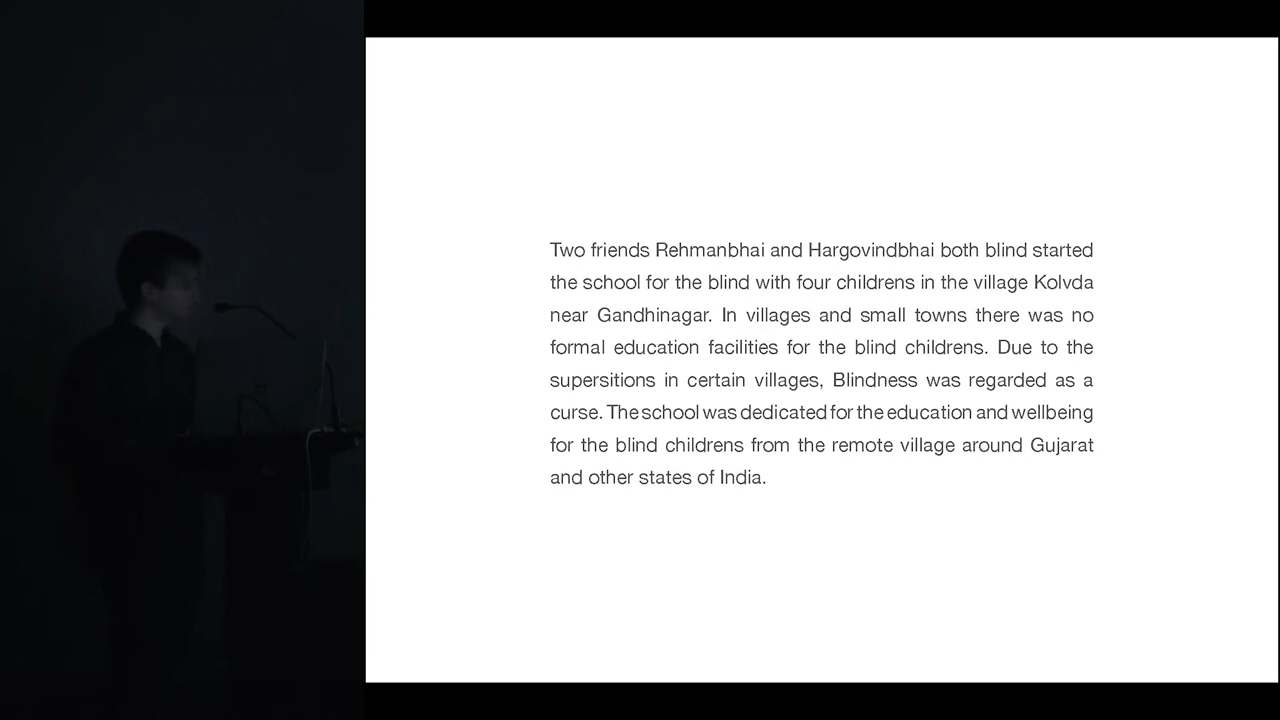 Two friends Rehmanbhai and Hargovindbhai both blind started
the school for the blind with four childrens in the village Kolvda
near Gandhinagar. In villages and small towns there was no
formal education facilities for the blind childrens. Due to the
supersitions in certain villages, Blindness was regarded as a
curse. The school was dedicated for the education and wellbeing
for the blind childrens from the remote village around Gujarat
and other states of India.